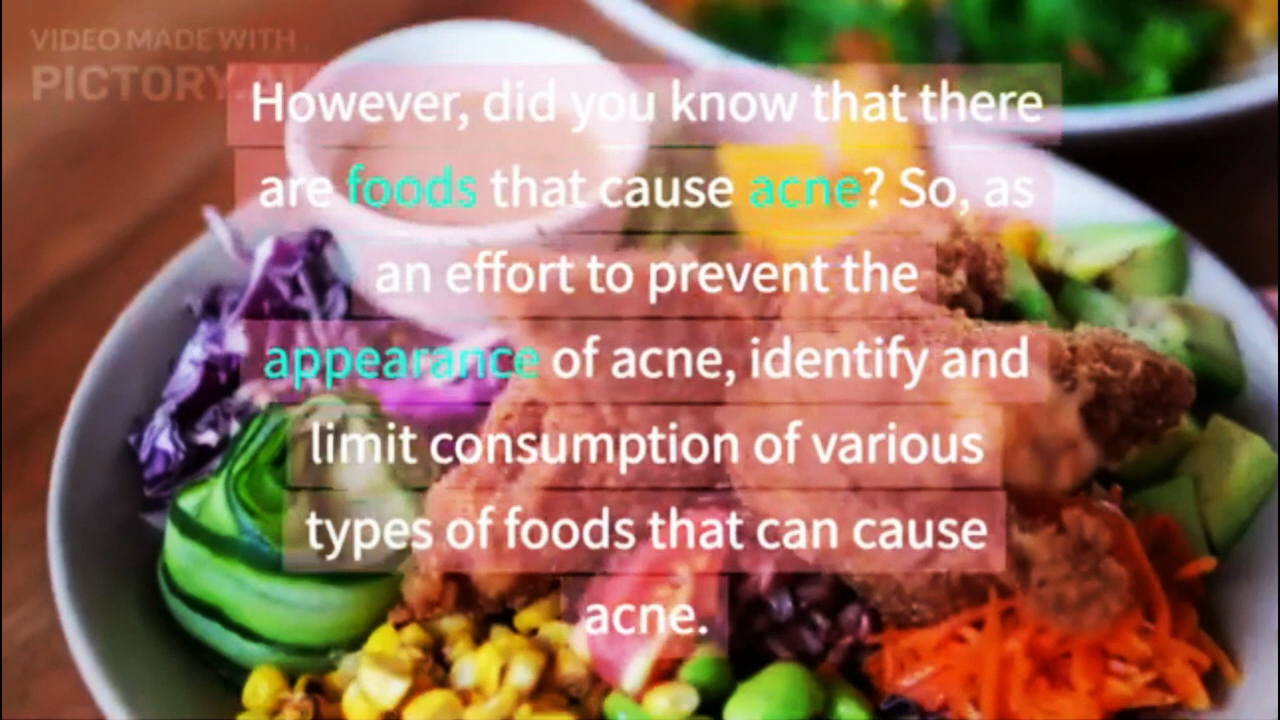 VIDEO MADE WITH
PICTORY.
However, did you know that there
are foods that cause acne? So, as
an effort to prevent the
appearance of acne, identify and
limit consumption of various
types of foods that can cause
acne.